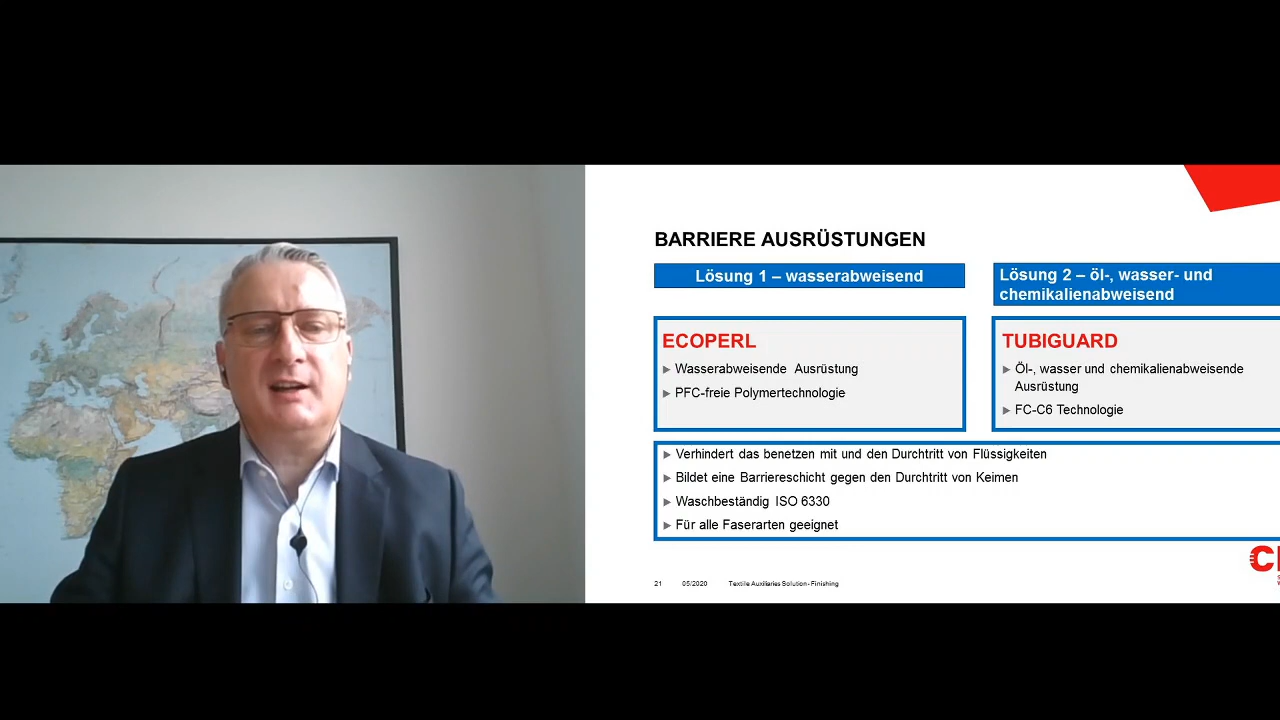 BARRIERE AUSRÜSTUNGEN
Lösung 1 – wasserabweisend
Lösung 2 – öl-, wasser- und
chemikalienabweisend
ECOPERL
Wasserabweisende Ausrüstung
PFC-freie Polymertechnologie
TUBIGUARD
Öl-, wasser und chemikalienabweisende
Ausrüstung
FC-C6 Technologie
Verhindert das benetzen mit und den Durchtritt von Flüssigkeiten
Bildet eine Barriereschicht gegen den Durchtritt von Keimen
Waschbeständig ISO 6330
Für alle Faserarten geeignet
21 05/2020 Textile Auxiliaries Solution - Finishing